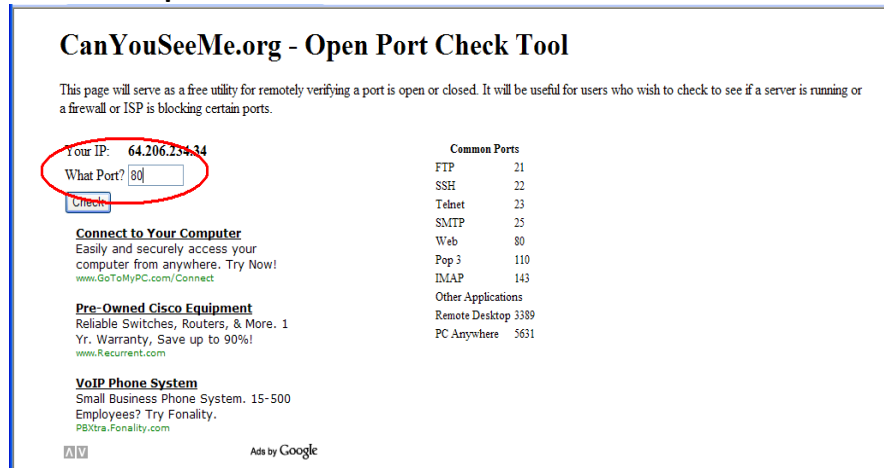 CanYouSeeMe.org - Open Port Check Tool
This page will serve as a free utility for remotely verifying a port is open or closed. It will be useful for users who wish to check to see if a server is running or
a firewall or ISP is blocking certain ports.
Your IP: 64.206.234.34
What Port? 80
Check
Connect to Your Computer
Easily and securely access your
computer from anywhere. Try Now!
www.GoToMyPC.com/Connect
Pre-Owned Cisco Equipment
Reliable Switches, Routers, & More. 1
Yr. Warranty, Save up to 90%!
www.Recurrent.com
VoIP Phone System
Small Business Phone System. 15-500
Employees? Try Fonality.
PBXtra.Fonality.com
Ads by Google
Common Ports
FTP 21
SSH 22
Telnet 23
SMTP 25
Web 80
Pop 3 110
IMAP 143
Other Applications
Remote Desktop 3389
PC Anywhere 5631